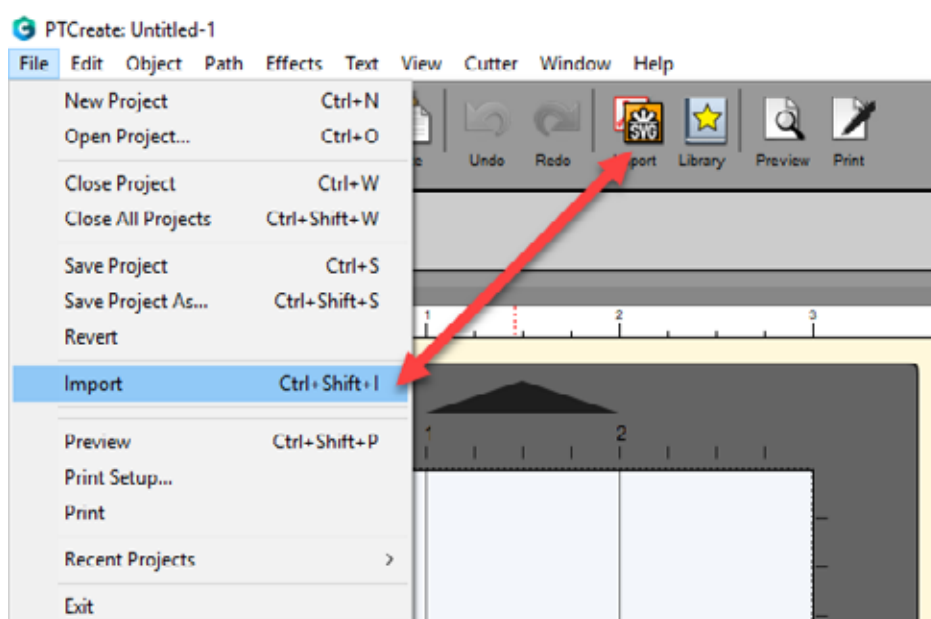 PTCreate: Untitled-1
File Edit Object Path Effects Text View Cutter Window Help
New Project Ctrl+N
Open Project... Ctrl+O
Close Project Ctrl+W
Close All Projects Ctrl+Shift+W
Save Project Ctrl+S
Save Project As... Ctrl+Shift+S
Revert
Import Ctrl+Shift+I
Preview Ctrl+Shift+P
Print Setup...
Print
Recent Projects >
Exit
SVG
Undo Redo Library Preview Print
1 2 3
1 2